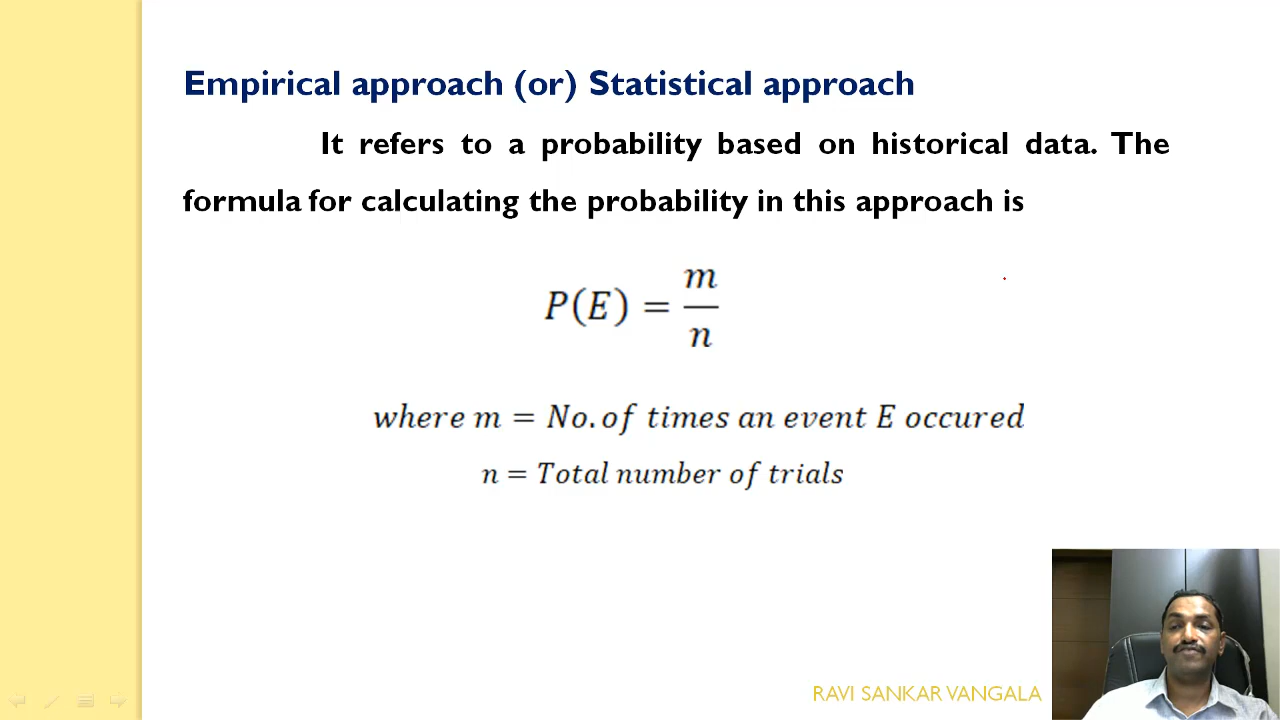 Empirical approach (or) Statistical approach
It refers to a probability based on historical data. The
formula for calculating the probability in this approach is
P(E) = m/n
where m = No. of times an event E occured
n = Total number of trials
RAVI SANKAR VANGALA